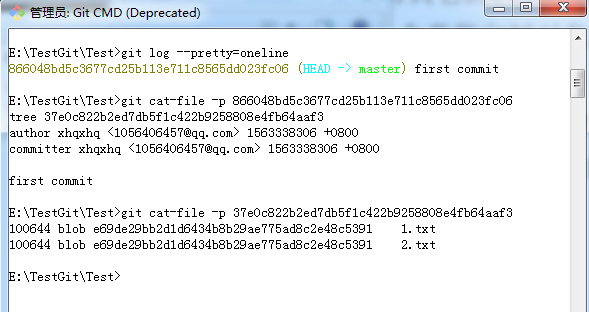 管理员: Git CMD (Deprecated)
E:\TestGit\Test>git log --pretty=oneline
866048bd5c3677cd25b113e711c8565dd023fc06 (HEAD -> master) first commit
E:\TestGit\Test>git cat-file -p 866048bd5c3677cd25b113e711c8565dd023fc06
tree 37e0c822b2ed7db5f1c422b9258808e4fb64aaf3
author xhqxhq <1056406457@qq.com> 1563338306 +0800
committer xhqxhq <1056406457@qq.com> 1563338306 +0800
first commit
E:\TestGit\Test>git cat-file -p 37e0c822b2ed7db5f1c422b9258808e4fb64aaf3
100644 blob e69de29bb2d1d6434b8b29ae775ad8c2e48c5391    1.txt
100644 blob e69de29bb2d1d6434b8b29ae775ad8c2e48c5391    2.txt
E:\TestGit\Test>